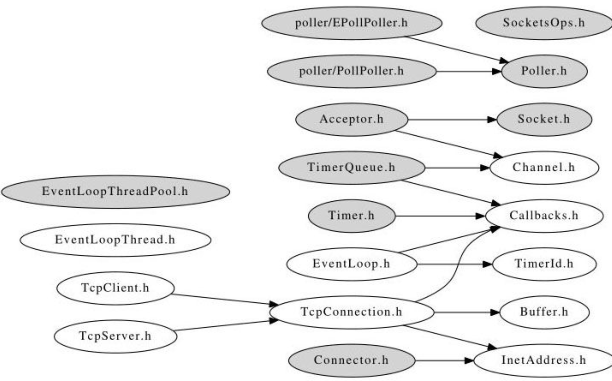 poller/EPollPoller.h
SocketsOps.h
poller/PollPoller.h
Poller.h
Acceptor.h
Socket.h
TimerQueue.h
Channel.h
EventLoopThreadPool.h
Timer.h
Callbacks.h
EventLoopThread.h
EventLoop.h
TimerId.h
TcpClient.h
TcpConnection.h
Buffer.h
TcpServer.h
Connector.h
InetAddress.h